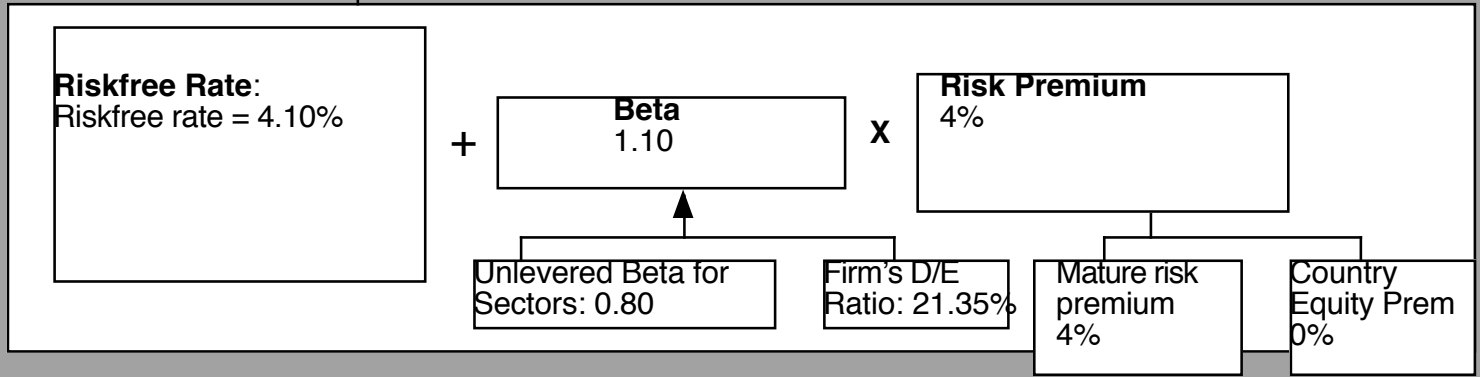 Riskfree Rate:
Riskfree rate = 4.10%
+
Beta
1.10
X
Risk Premium
4%
Unlevered Beta for
Sectors: 0.80
Firm's D/E
Ratio: 21.35%
Mature risk
premium
4%
Country
Equity Prem
0%